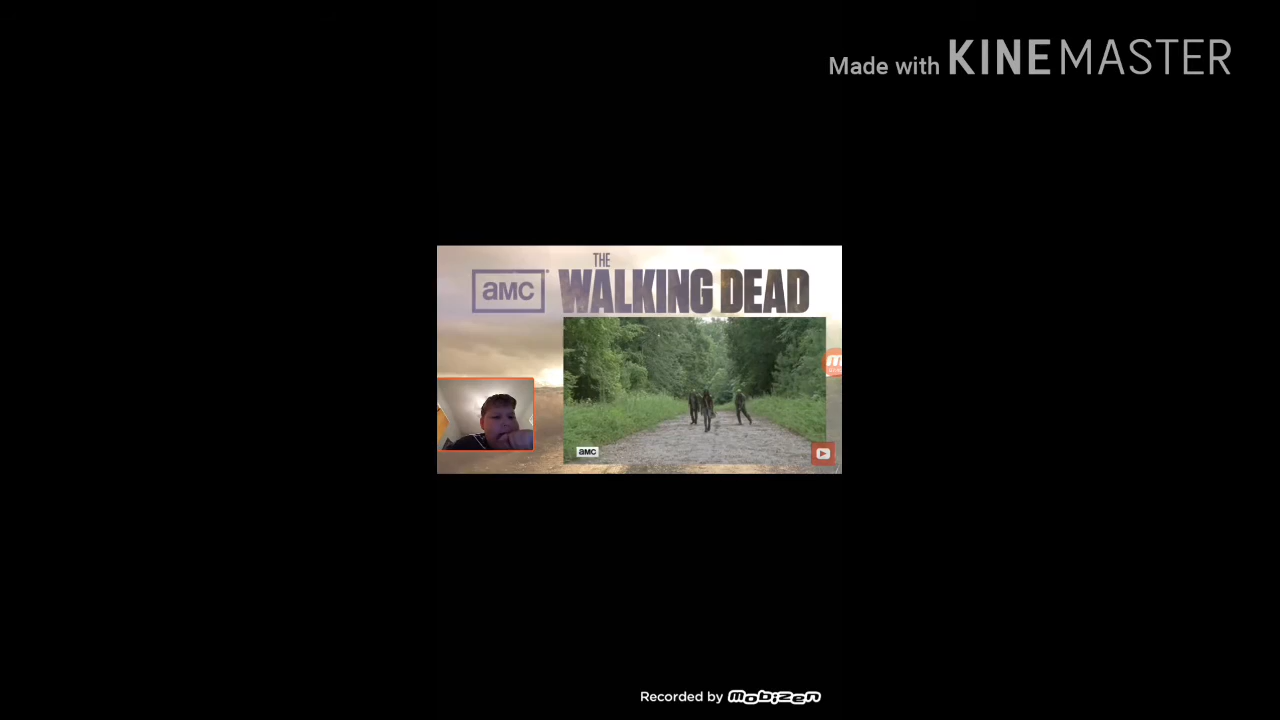 Made with KINEMASTER
THE
aMC WALKING DEAD
aMC
Recorded by mobizen